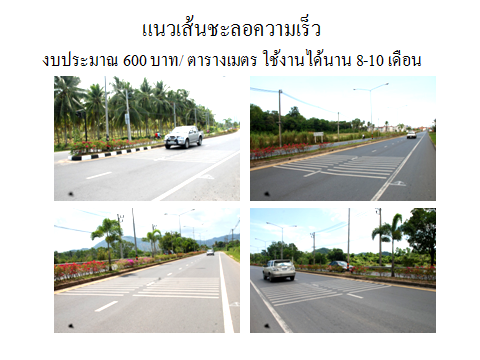 แนวเส้นชะลอความเร็ว
งบประมาณ 600 บาท/ ตารางเมตร ใช้งานได้นาน 8-10 เดือน